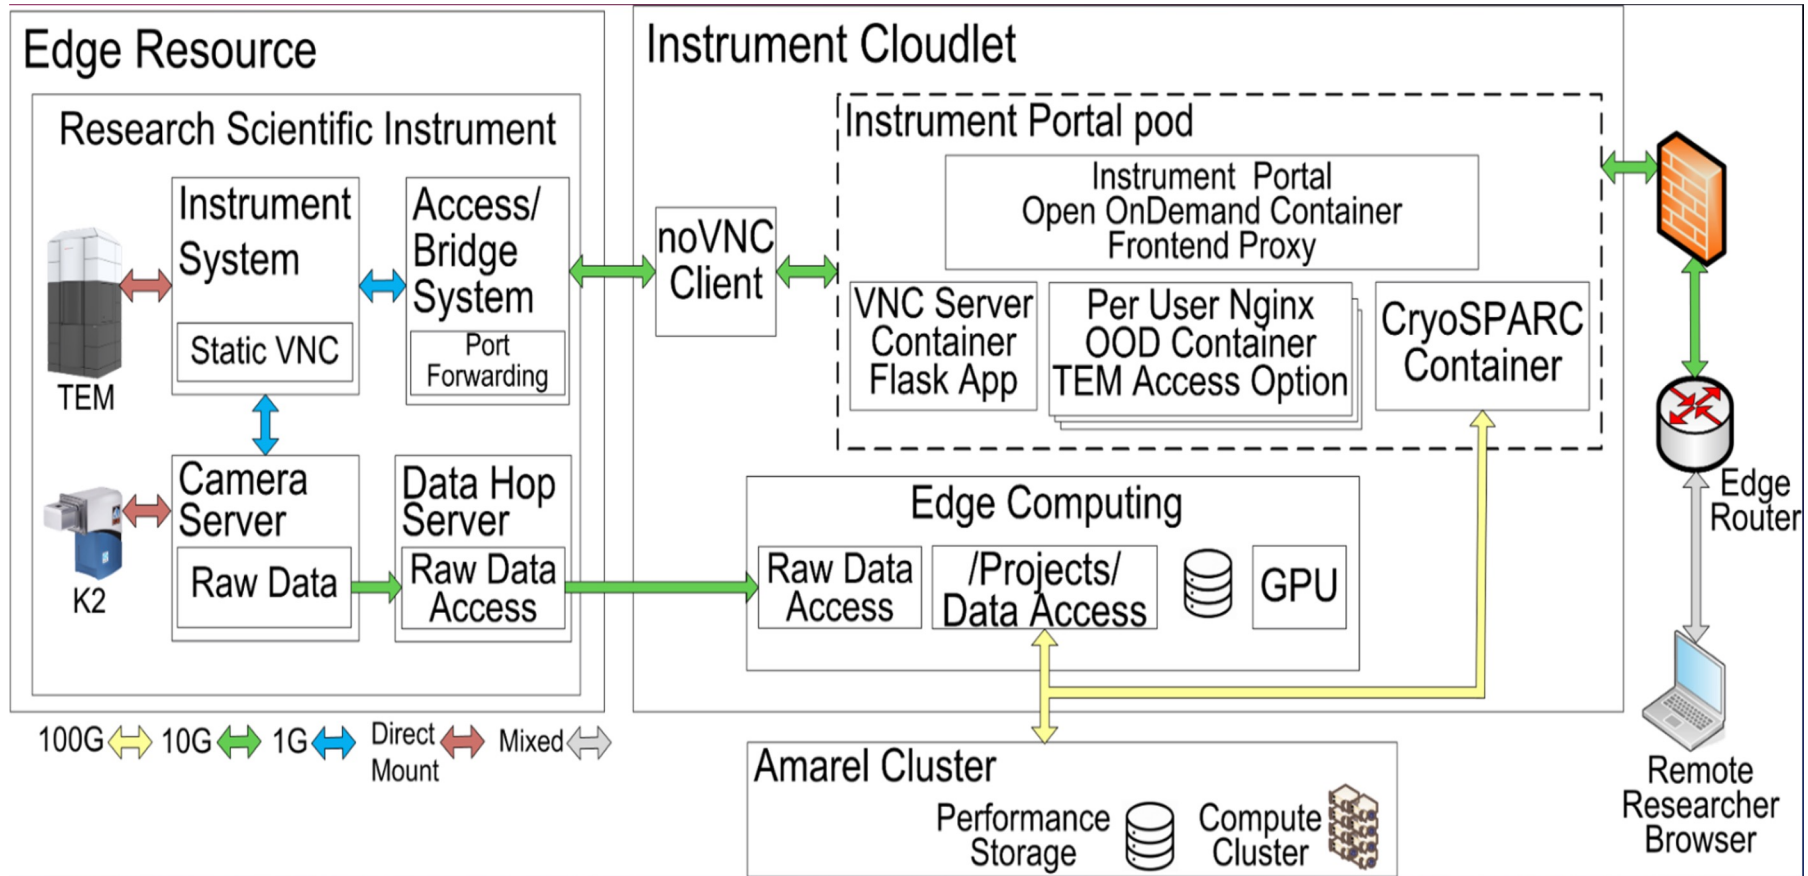 Edge Resource
Research Scientific Instrument
Instrument
System
Static VNC
Access/
Bridge
System
Port
Forwarding
TEM
Camera
Server
Raw Data
Data Hop
Server
Raw Data
Access
K2
100G
10G
1G
Direct
Mount
Mixed
Instrument Cloudlet
noVNC
Client
Instrument Portal pod
Instrument Portal
Open OnDemand Container
Frontend Proxy
VNC Server
Container
Flask App
Per User Nginx
OOD Container
TEM Access Option
CryoSPARC
Container
Edge Computing
Raw Data
Access
/Projects/
Data Access
GPU
Amarel Cluster
Performance
Storage
Compute
Cluster
Edge
Router
Remote
Researcher
Browser